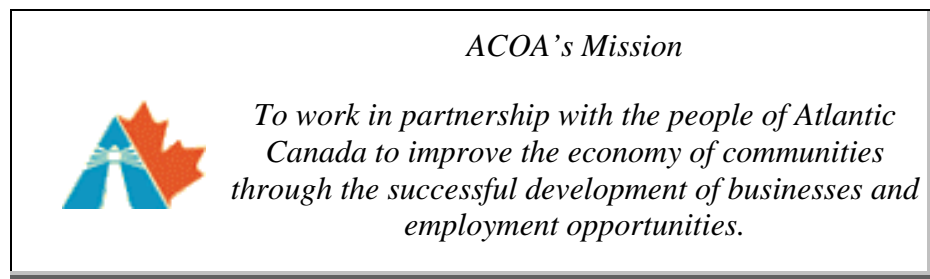 ACOA’s Mission
To work in partnership with the people of Atlantic
Canada to improve the economy of communities
through the successful development of businesses and
employment opportunities.